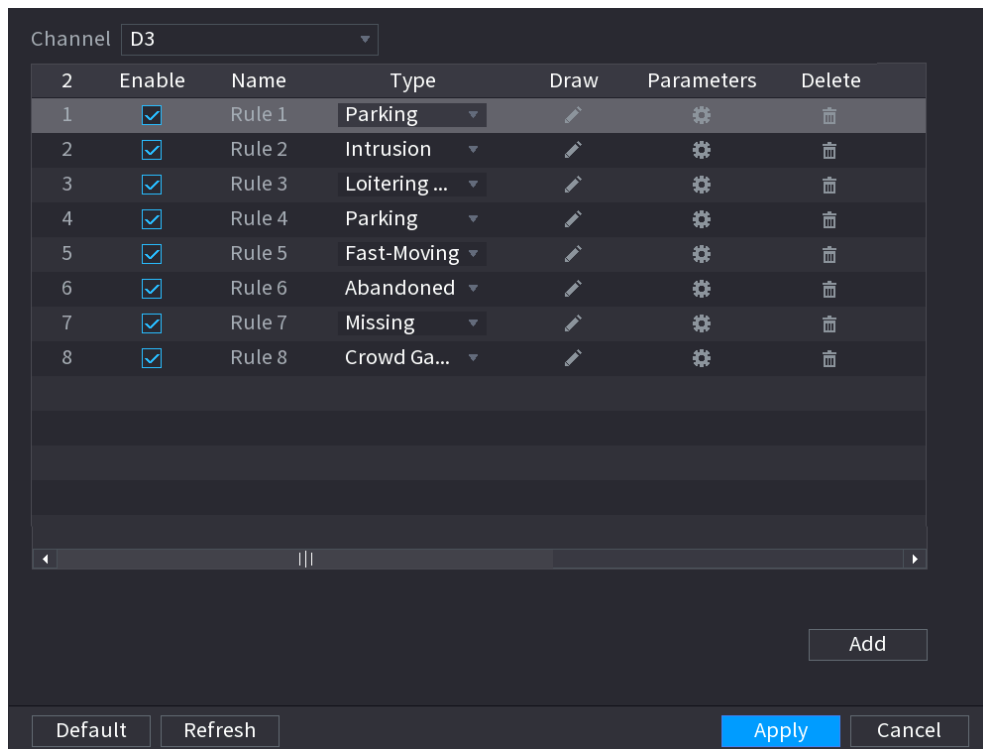 Channel D3
2 Enable Name Type Draw Parameters Delete
1 Rule 1 Parking
2 Rule 2 Intrusion
3 Rule 3 Loitering ...
4 Rule 4 Parking
5 Rule 5 Fast-Moving
6 Rule 6 Abandoned
7 Rule 7 Missing
8 Rule 8 Crowd Ga...
Add
Default Refresh Apply Cancel